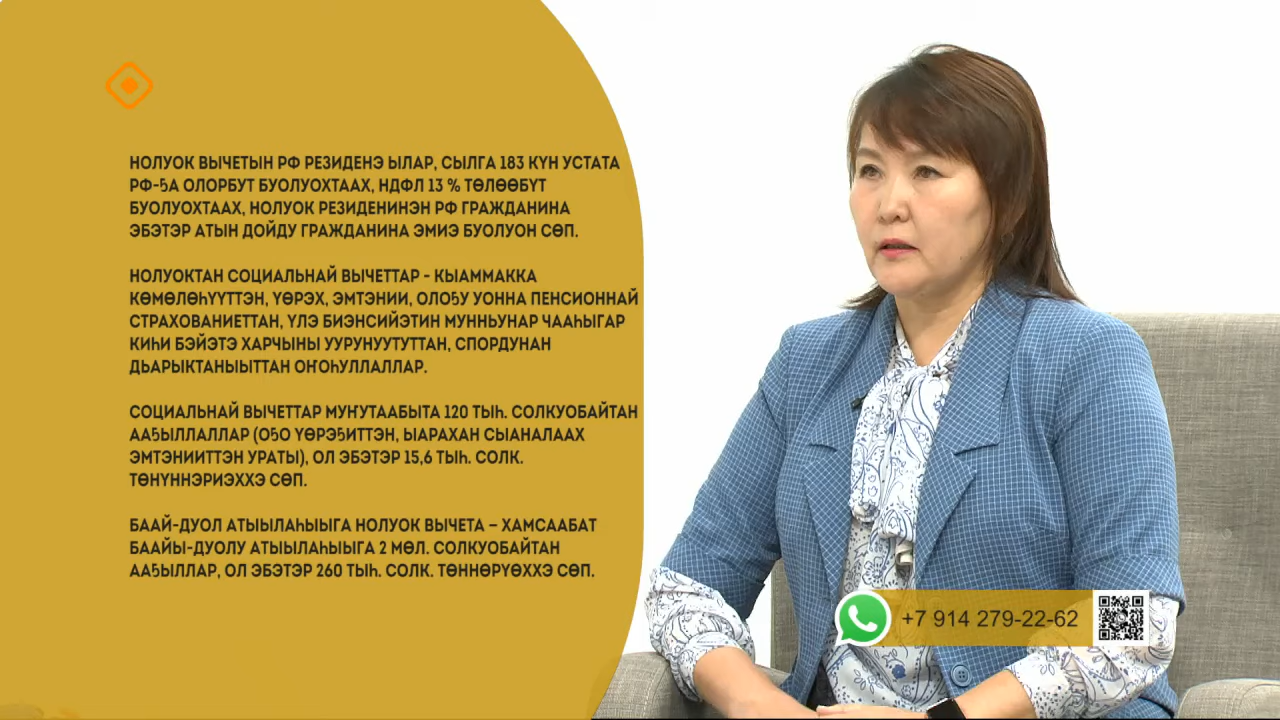 НОЛУОК ВЫЧЕТЫН РФ РЕЗИДЕНЭ ЫЛАР, СЫЛГА 183 КҮН УСТАТА
РФ-ҔА ОЛОРБУТ БУОЛУОХТААХ, НДФЛ 13 % ТӨЛӨӨБҮТ
БУОЛУОХТААХ, НОЛУОК РЕЗИДЕНИНЭН РФ ГРАЖДАНИНА
ЭБЭТЭР АТЫН ДОЙДУ ГРАЖДАНИНА ЭМИЭ БУОЛУОН СӨП.
НОЛУОКТАН СОЦИАЛЬНАЙ ВЫЧЕТТАР - КЫАММАККА
КӨМӨЛӨҺҮҮТТЭН, ҮӨРЭХ, ЭМТЭНИИ, ОЛОҔУ УОННА ПЕНСИОННАЙ
СТРАХОВАНИЕТТАН, ҮЛЭ БИЭНСИЙЭТИН МУННЬУНАР ЧААҺЫГАР
КИҺИ БЭЙЭТЭ ХАРЧЫНЫ УУРУНУУТУТТАН, СПОРДУНАН
ДЬАРЫКТАНЫЫТТАН ОҤОҺУЛЛАЛЛАР.
СОЦИАЛЬНАЙ ВЫЧЕТТАР МУҤУТААБЫТА 120 ТЫҺ. СОЛКУОБАЙТАН
ААҔЫЛЛАЛЛАР (ОҔО ҮӨРЭҔИТТЭН, ЫАРАХАН СЫАНАЛААХ
ЭМТЭНИИТТЭН УРАТЫ), ОЛ ЭБЭТЭР 15,6 ТЫҺ. СОЛК.
ТӨНҮННЭРИЭХХЭ СӨП.
БААЙ-ДУОЛ АТЫЫЛАҺЫЫГА НОЛУОК ВЫЧЕТА – ХАМСААБАТ
БААЙЫ-ДУОЛУ АТЫЫЛАҺЫЫГА 2 МӨЛ. СОЛКУОБАЙТАН
ААҔЫЛЛАР, ОЛ ЭБЭТЭР 260 ТЫҺ. СОЛК. ТӨННӨРҮӨХХЭ СӨП.
+7 914 279-22-62